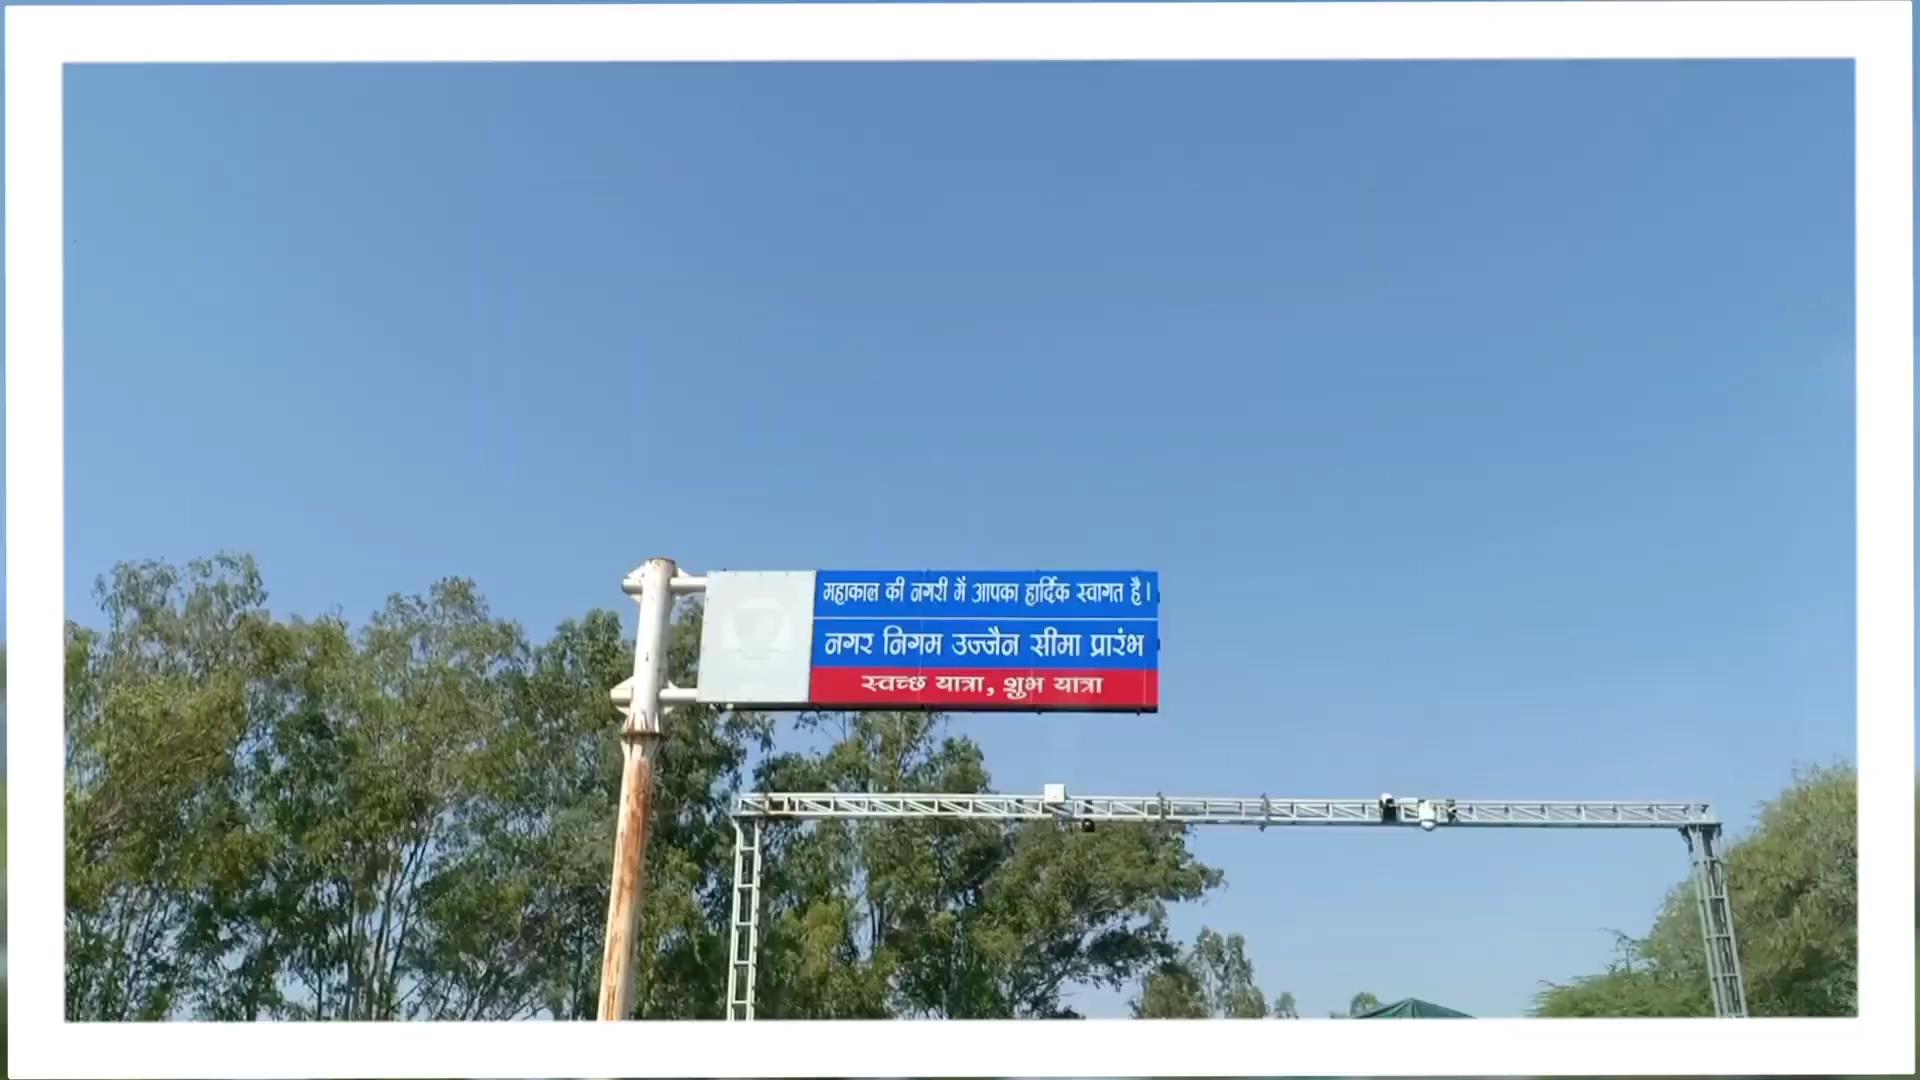 महाकाल की नगरी में आपका हार्दिक स्वागत है।
नगर निगम उज्जैन सीमा प्रारंभ
स्वच्छ यात्रा, शुभ यात्रा